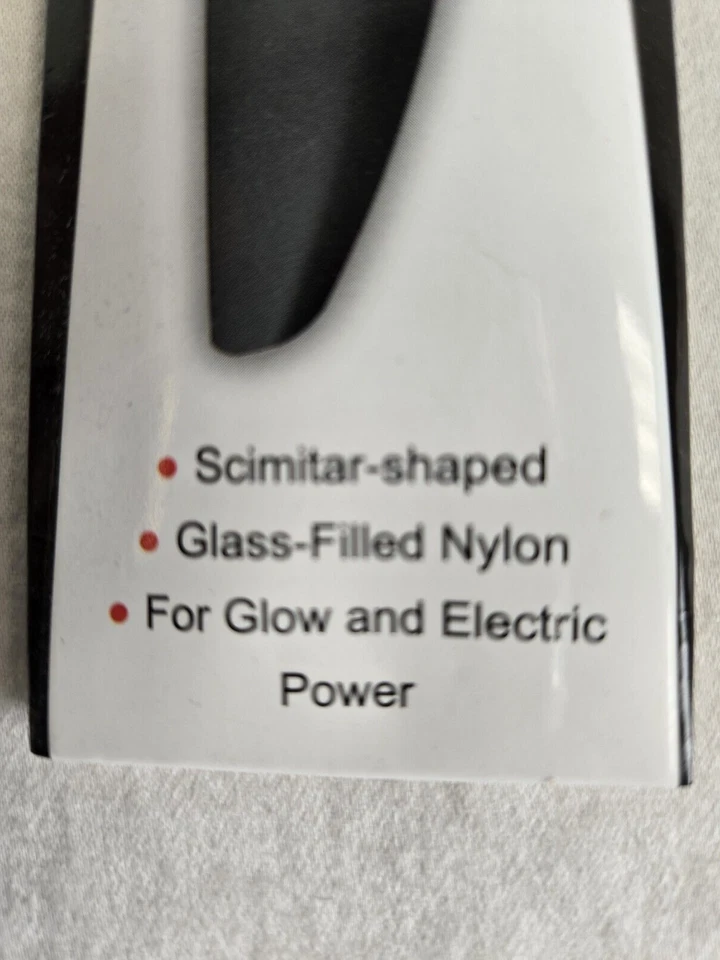 • Scimitar-shaped
• Glass-Filled Nylon
• For Glow and Electric
Power